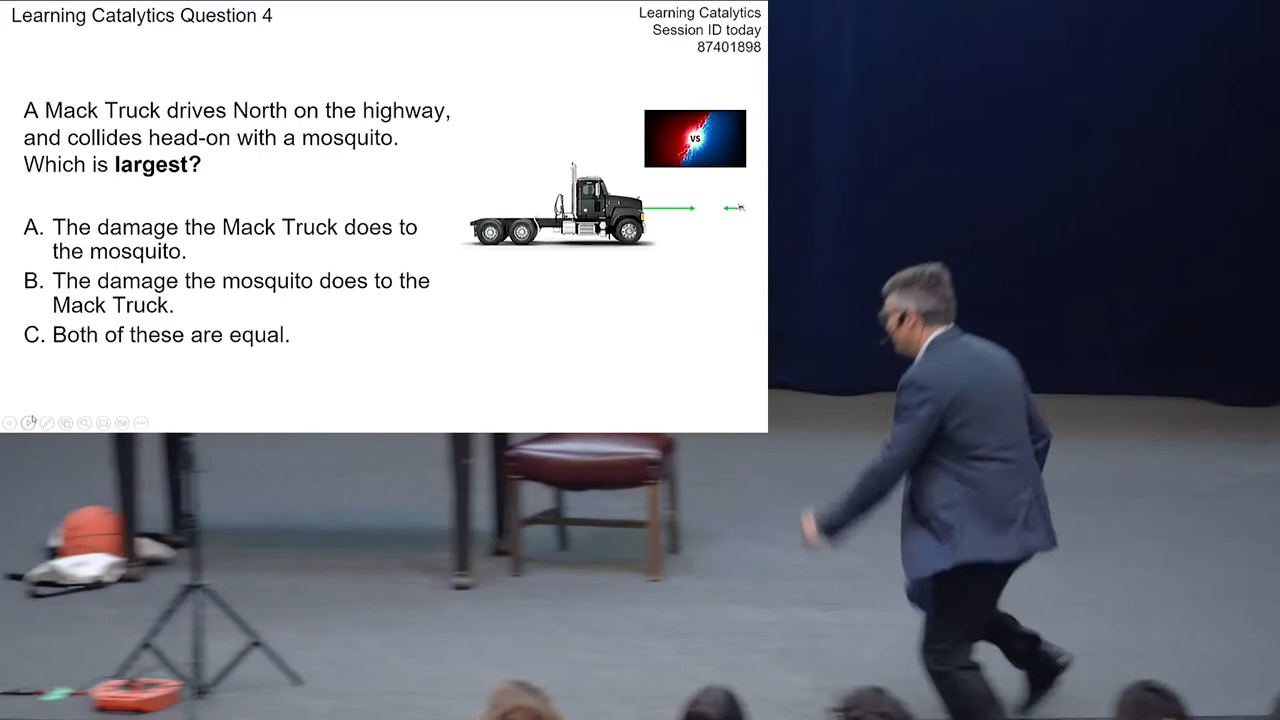 Learning Catalytics Question 4
Learning Catalytics
Session ID today
87401898
A Mack Truck drives North on the highway,
and collides head-on with a mosquito.
Which is largest?
VS
A. The damage the Mack Truck does to
the mosquito.
B. The damage the mosquito does to the
Mack Truck.
C. Both of these are equal.